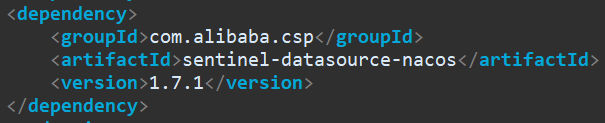 <dependency>
    <groupId>com.alibaba.csp</groupId>
    <artifactId>sentinel-datasource-nacos</artifactId>
    <version>1.7.1</version>
</dependency>